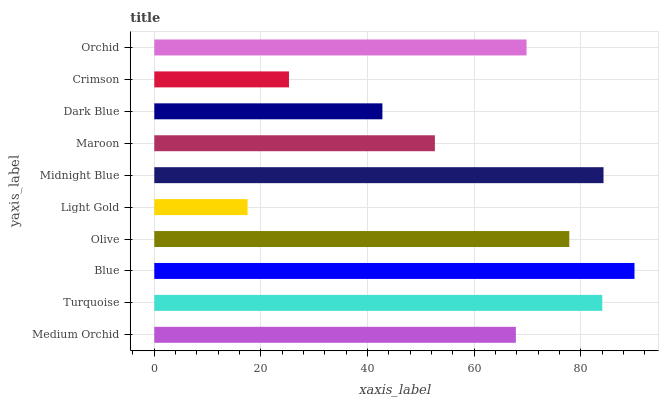 title
Orchid
Crimson
Dark Blue
Maroon
Midnight Blue
Light Gold
Olive
Blue
Turquoise
Medium Orchid
yaxis_label
0 20 40 60 80
xaxis_label